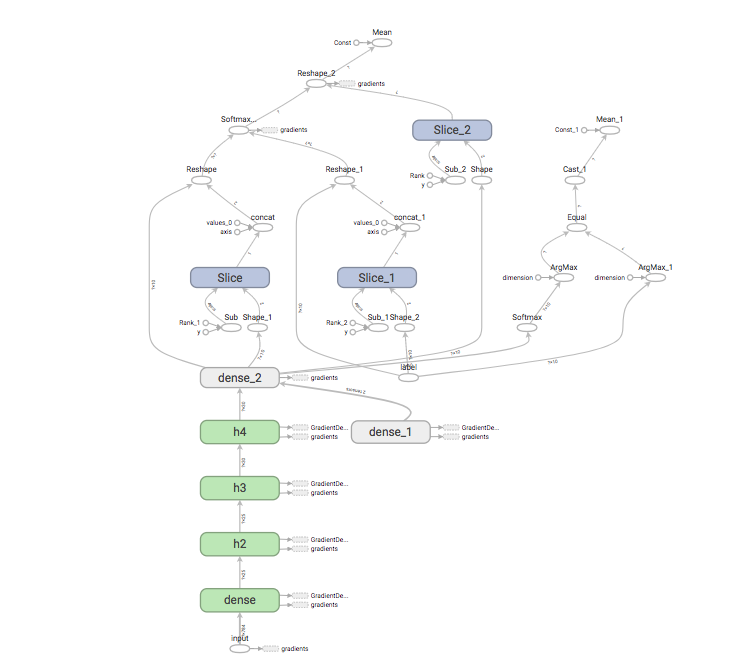 Mean
Const
Reshape_2
gradients
Softmax...
gradients
Slice_2
Mean_1
Const_1
Reshape
Reshape_1
Rank
y
Sub_2
Shape
Cast_1
values_0
axis
concat
values_0
axis
concat_1
Equal
Slice
Slice_1
dimension
ArgMax
dimension
ArgMax_1
Rank_1
y
Sub
Shape_1
Rank_2
y
Sub_1
Shape_2
Softmax
label
dense_2
gradients
2 tensors
h4
GradientDe...
gradients
dense_1
GradientDe...
gradients
h3
GradientDe...
gradients
h2
GradientDe...
gradients
dense
GradientDe...
gradients
input
gradients